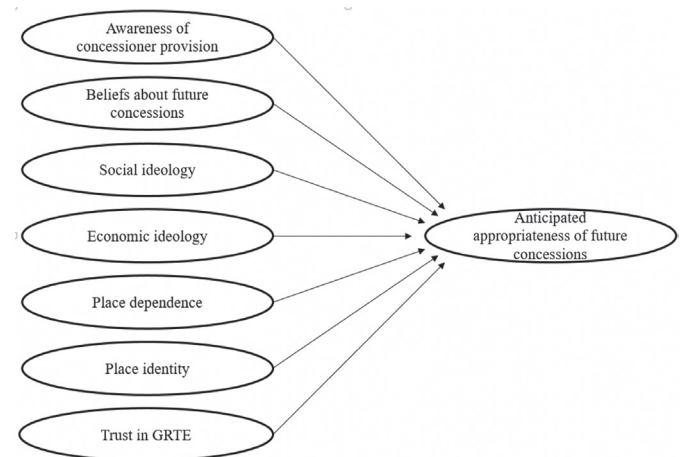 Awareness of
concessioner provision
Beliefs about future
concessions
Social ideology
Economic ideology
Place dependence
Place identity
Trust in GRTE
Anticipated
appropriateness of future
concessions